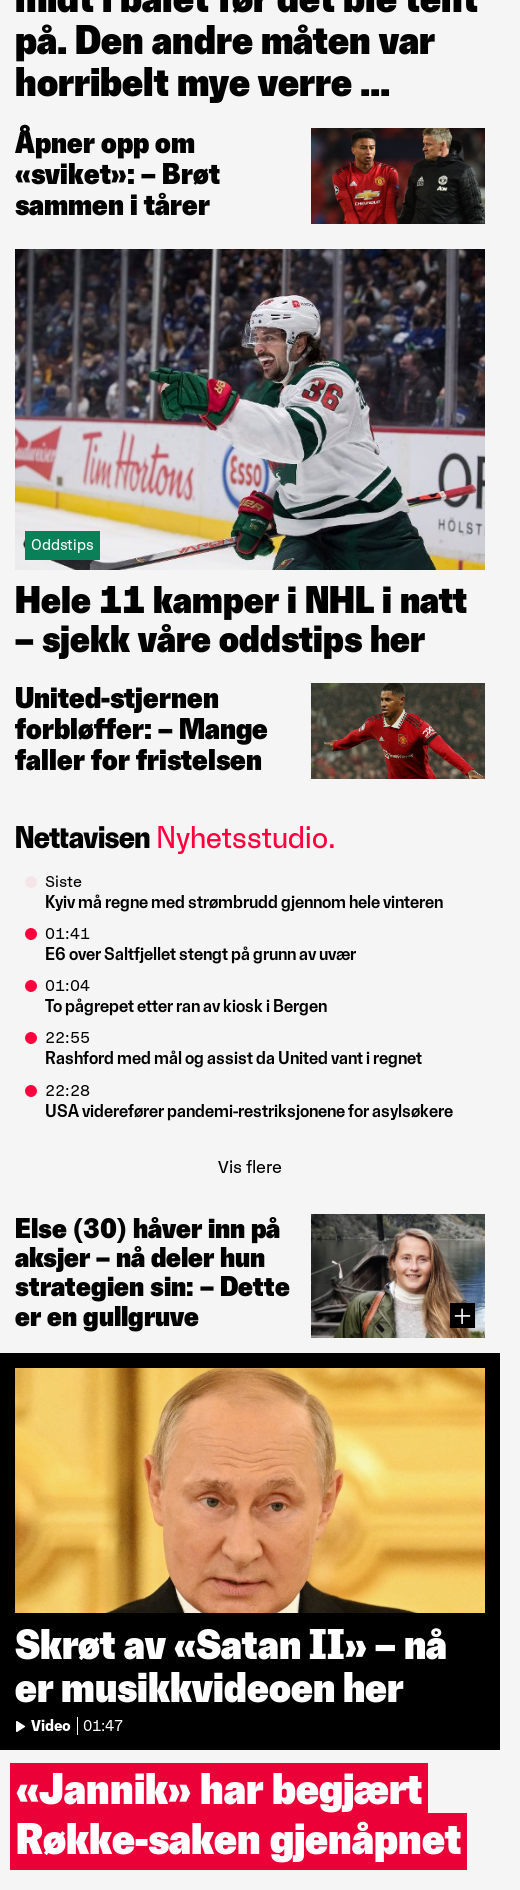 på. Den andre måten var
horribelt mye verre ...
Åpner opp om
«sviket»: – Brøt
sammen i tårer
CHEVROLET
36
Budweiser
Tim Hortons
Esso
Oddstips
Hele 11 kamper i NHL i natt
– sjekk våre oddstips her
United-stjernen
forbløffer: – Mange
faller for fristelsen
Nettavisen Nyhetsstudio.
Siste
Kyiv må regne med strømbrudd gjennom hele vinteren
01:41
E6 over Saltfjellet stengt på grunn av uvær
01:04
To pågrepet etter ran av kiosk i Bergen
22:55
Rashford med mål og assist da United vant i regnet
22:28
USA viderefører pandemi-restriksjonene for asylsøkere
Vis flere
Else (30) håver inn på
aksjer – nå deler hun
strategien sin: – Dette
er en gullgruve
Skrøt av «Satan II» – nå
er musikkvideoen her
Video 01:47
«Jannik» har begjært
Røkke-saken gjenåpnet